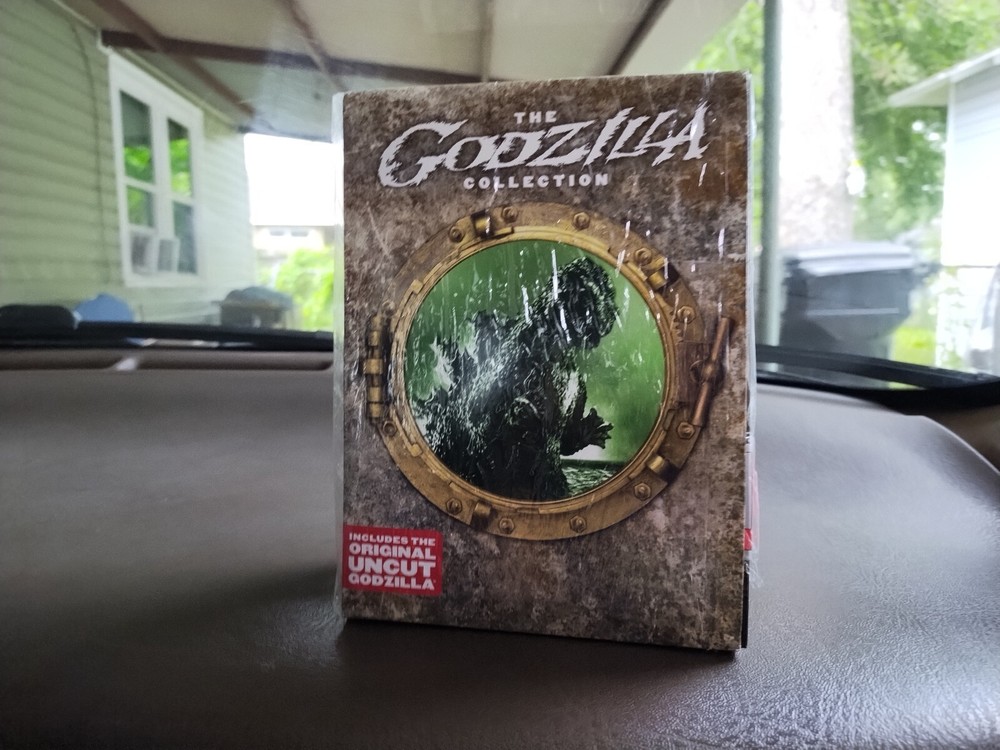 THE
GODZILLA
COLLECTION
INCLUDES THE
ORIGINAL
UNCUT
GODZILLA